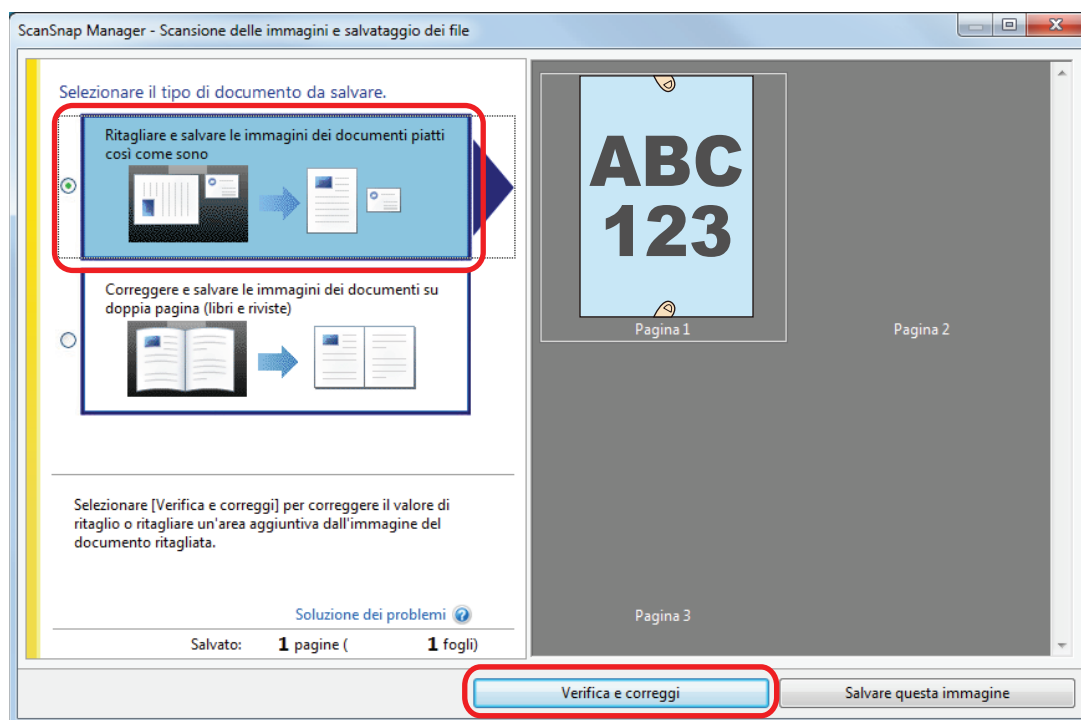 ScanSnap Manager - Scansione delle immagini e salvataggio dei file
Selezionare il tipo di documento da salvare.
Ritagliare e salvare le immagini dei documenti piatti
così come sono
Correggere e salvare le immagini dei documenti su
doppia pagina (libri e riviste)
Selezionare [Verifica e correggi] per correggere il valore di
ritaglio o ritagliare un'area aggiuntiva dall'immagine del
documento ritagliata.
Soluzione dei problemi
Salvato: 1 pagine ( 1 fogli)
ABC
123
Pagina 1
Pagina 2
Pagina 3
Verifica e correggi
Salvare questa immagine